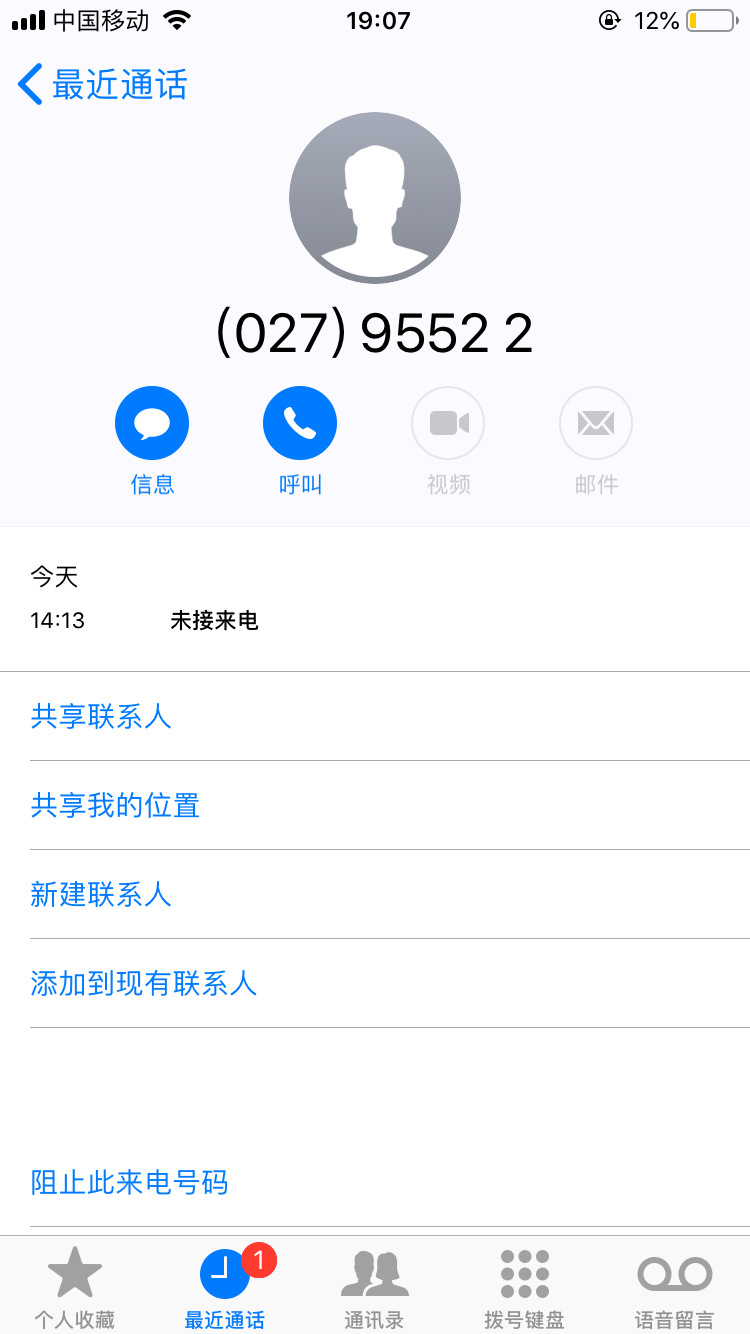 中国移动 19:07 12%
最近通话
(027) 9552 2
信息 呼叫 视频 邮件
今天
14:13 未接来电
共享联系人
共享我的位置
新建联系人
添加到现有联系人
阻止此来电号码
1
个人收藏 最近通话 通讯录 拨号键盘 语音留言